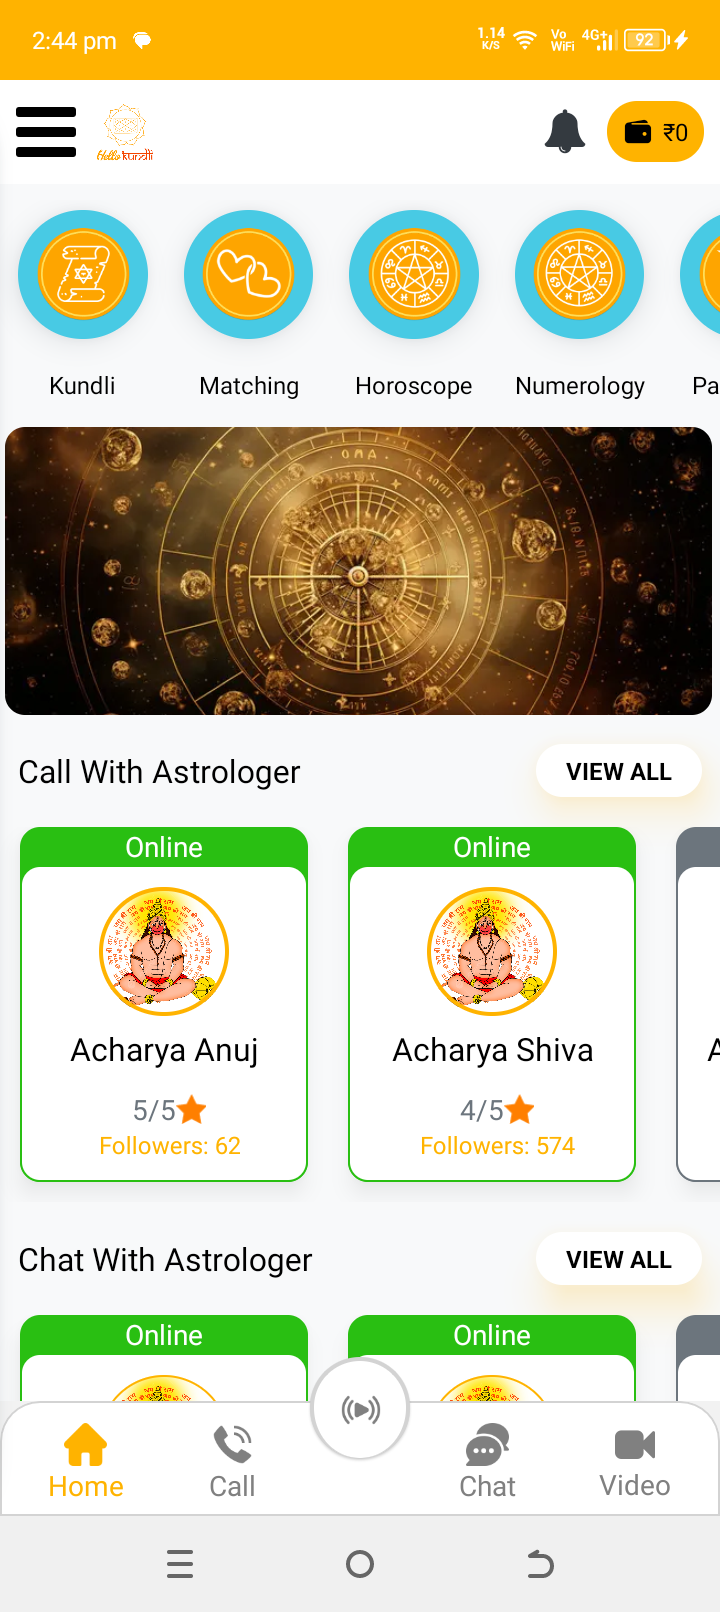 2:44 pm
1.14 K/S
Vo WiFi
4G+
92
Hello kundli
₹0
Kundli
Matching
Horoscope
Numerology
Pa
Call With Astrologer
VIEW ALL
Online
Online
Acharya Anuj
Acharya Shiva
A
5/5
4/5
Followers: 62
Followers: 574
Chat With Astrologer
VIEW ALL
Online
Online
Home
Call
Chat
Video